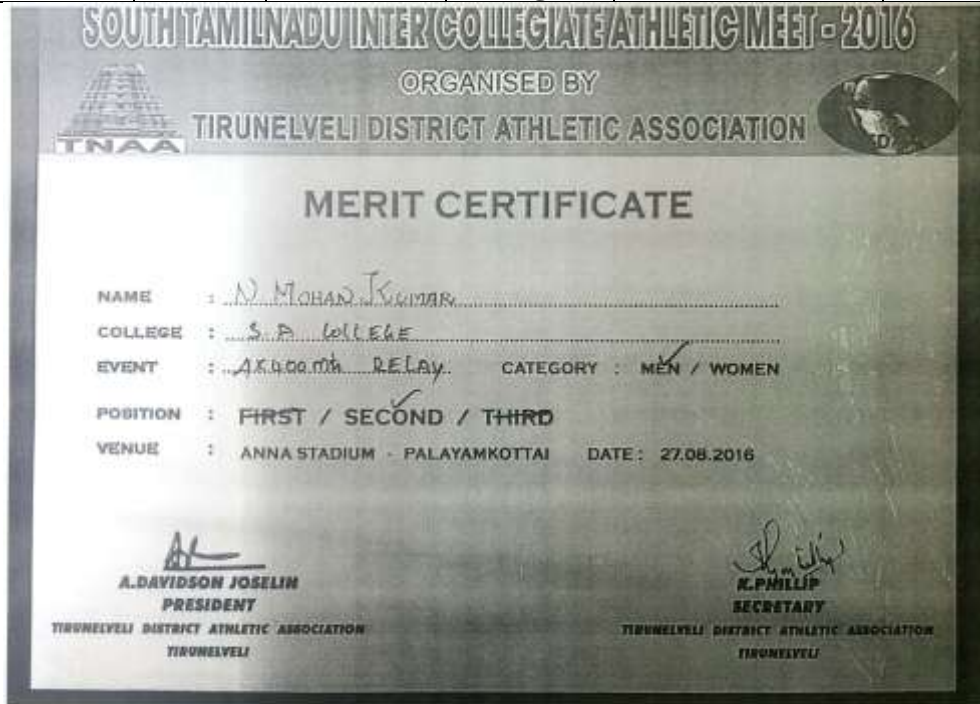 SOUTH TAMILNADU INTER COLLEGIATE ATHLETIC MEET - 2016
ORGANISED BY
TNAA
TIRUNELVELI DISTRICT ATHLETIC ASSOCIATION
MERIT CERTIFICATE
NAME : N MOHAN KUMAR
COLLEGE : S.A COLLEGE
EVENT : 4X400 mts RELAY CATEGORY : MEN / WOMEN
POSITION : FIRST / SECOND / THIRD
VENUE : ANNA STADIUM - PALAYAMKOTTAI DATE : 27.08.2016
A.DAVIDSON JOSELIN
PRESIDENT
TIRUNELVELI DISTRICT ATHLETIC ASSOCIATION
TIRUNELVELI
K.PHILLIP
SECRETARY
TIRUNELVELI DISTRICT ATHLETIC ASSOCIATION
TIRUNELVELI